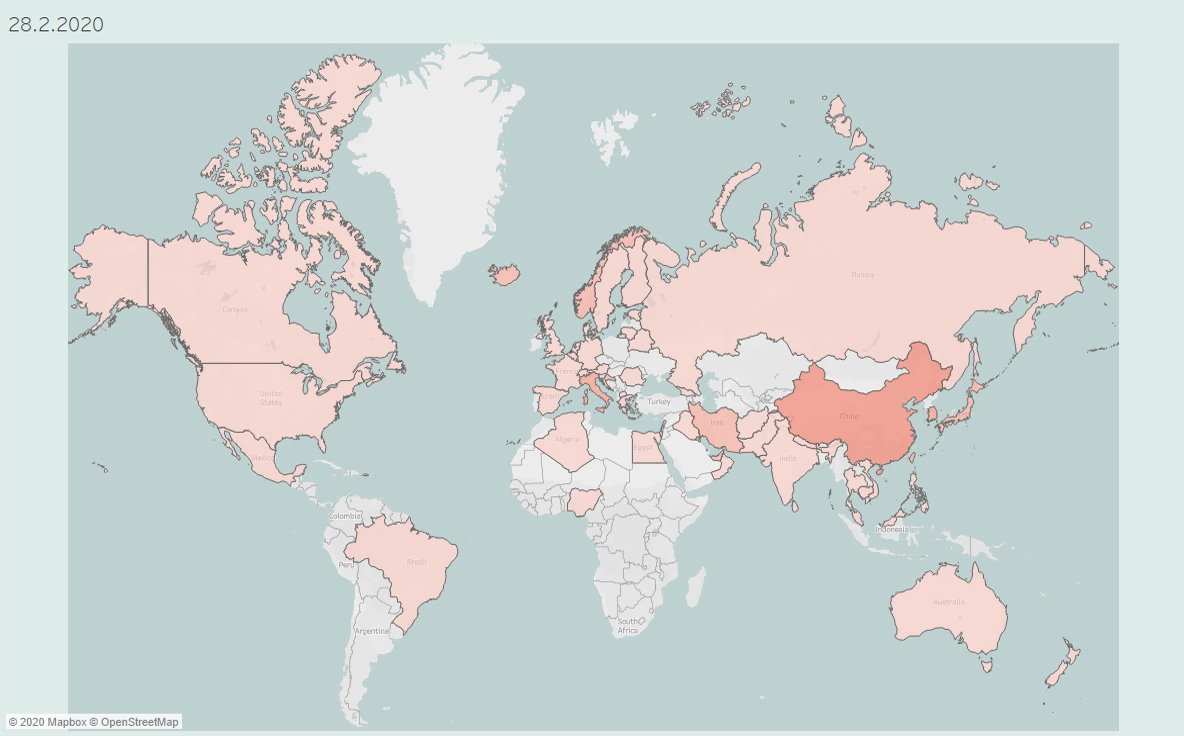 28.2.2020
Russia
Canada
France
United
States
Spain
Turkey
China
Iran
Algeria
Egypt
Mexico
India
Colombia
Indonesia
Brazil
Peru
Australia
South
Africa
Argentina
© 2020 Mapbox © OpenStreetMap